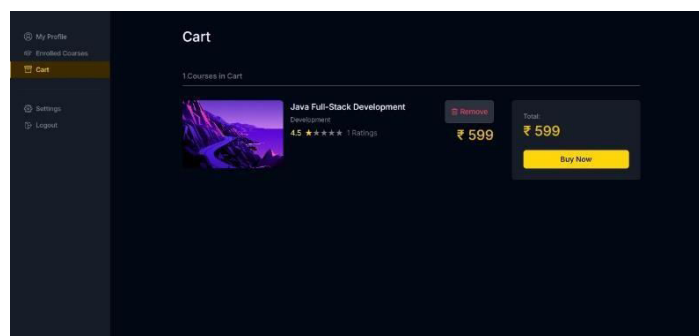 My Profile
Enrolled Courses
Cart
Settings
Logout
Cart
1 Courses in Cart
Java Full-Stack Development
Development
4.5 ★★★★★ 1 Ratings
Remove
₹ 599
Total:
₹ 599
Buy Now